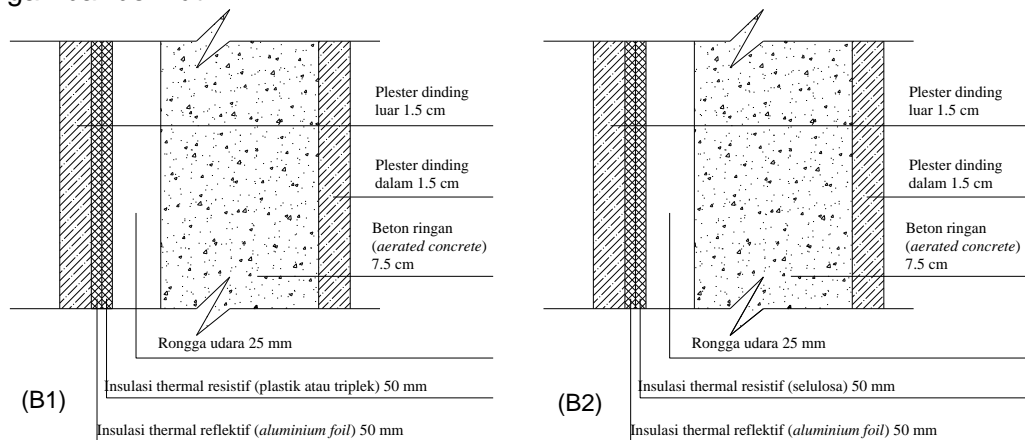 Plester dinding
luar 1.5 cm
Plester dinding
dalam 1.5 cm
Beton ringan
(aerated concrete)
7.5 cm
Rongga udara 25 mm
Insulasi thermal resistif (plastik atau triplek) 50 mm
(B1)
Insulasi thermal reflektif (aluminium foil) 50 mm
Plester dinding
luar 1.5 cm
Plester dinding
dalam 1.5 cm
Beton ringan
(aerated concrete)
7.5 cm
Rongga udara 25 mm
Insulasi thermal resistif (selulosa) 50 mm
(B2)
Insulasi thermal reflektif (aluminium foil) 50 mm